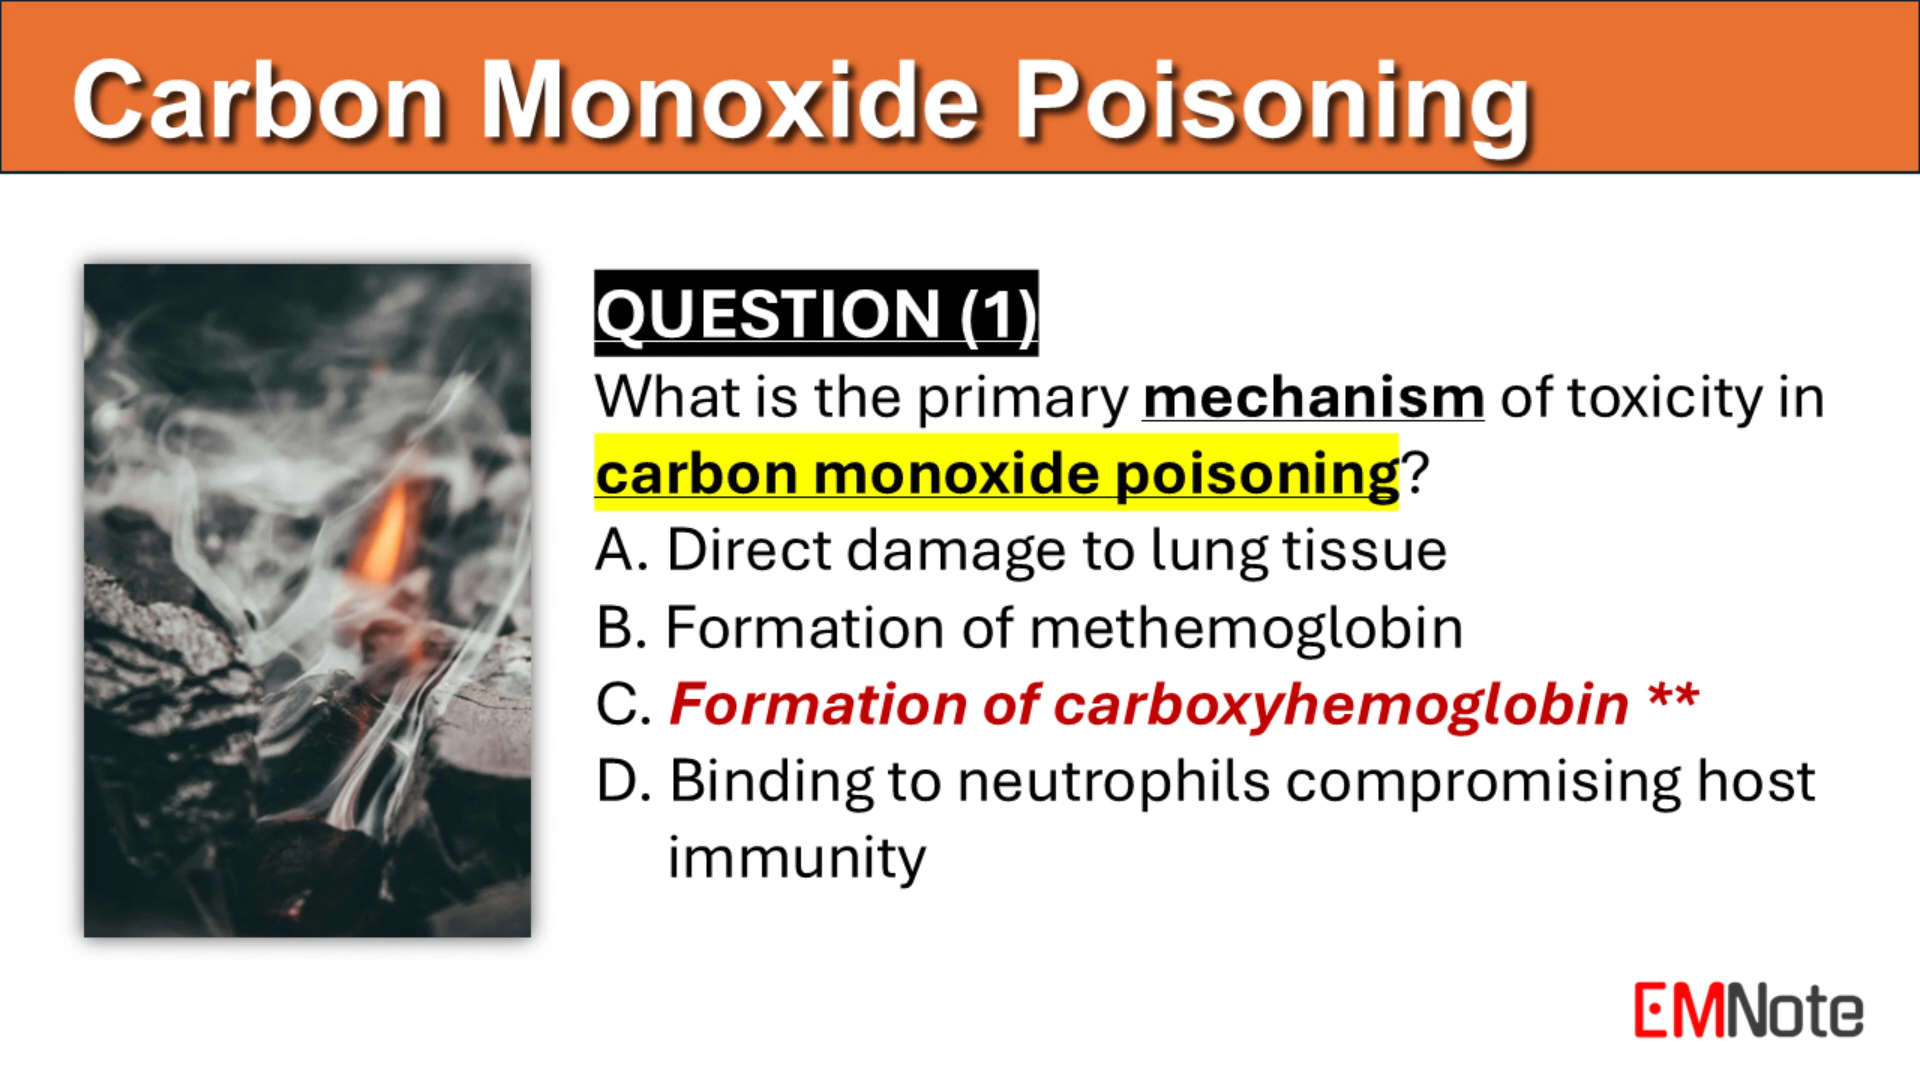 Carbon Monoxide Poisoning
QUESTION (1)
What is the primary mechanism of toxicity in
carbon monoxide poisoning?
A. Direct damage to lung tissue
B. Formation of methemoglobin
C. Formation of carboxyhemoglobin **
D. Binding to neutrophils compromising host
immunity
EMNote